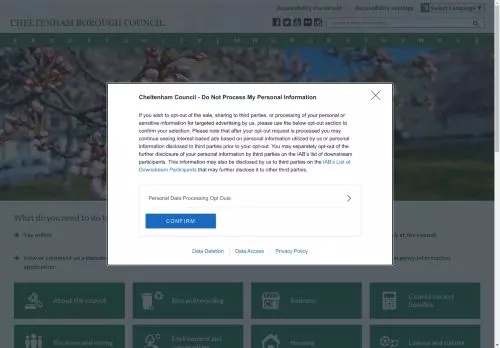 Accessibility statement Accessibility settings Select Language ▼
CHELTENHAM BOROUGH COUNCIL
Cheltenham Council - Do Not Process My Personal Information
If you wish to opt-out of the sale, sharing to third parties, or processing of your personal or
sensitive information for targeted advertising by us, please use the below opt-out section to
confirm your selection. Please note that after your opt-out request is processed you may
continue seeing interest-based ads based on personal information utilized by us or personal
information disclosed to third parties prior to your opt-out. You may separately opt-out of the
further disclosure of your personal information by third parties on the IAB's list of downstream
participants. This information may also be disclosed by us to third parties on the IAB's List of
Downstream Participants that may further disclose it to other third parties.
Personal Data Processing Opt Outs
CONFIRM
Data Deletion Data Access Privacy Policy
What do you need to do t
Pay online
View or comment on a plannin
application
emergency information
About the council
Bins and recycling
Business
Council tax and
benefits
Elections and voting
Environment and
Housing
Leisure and culture